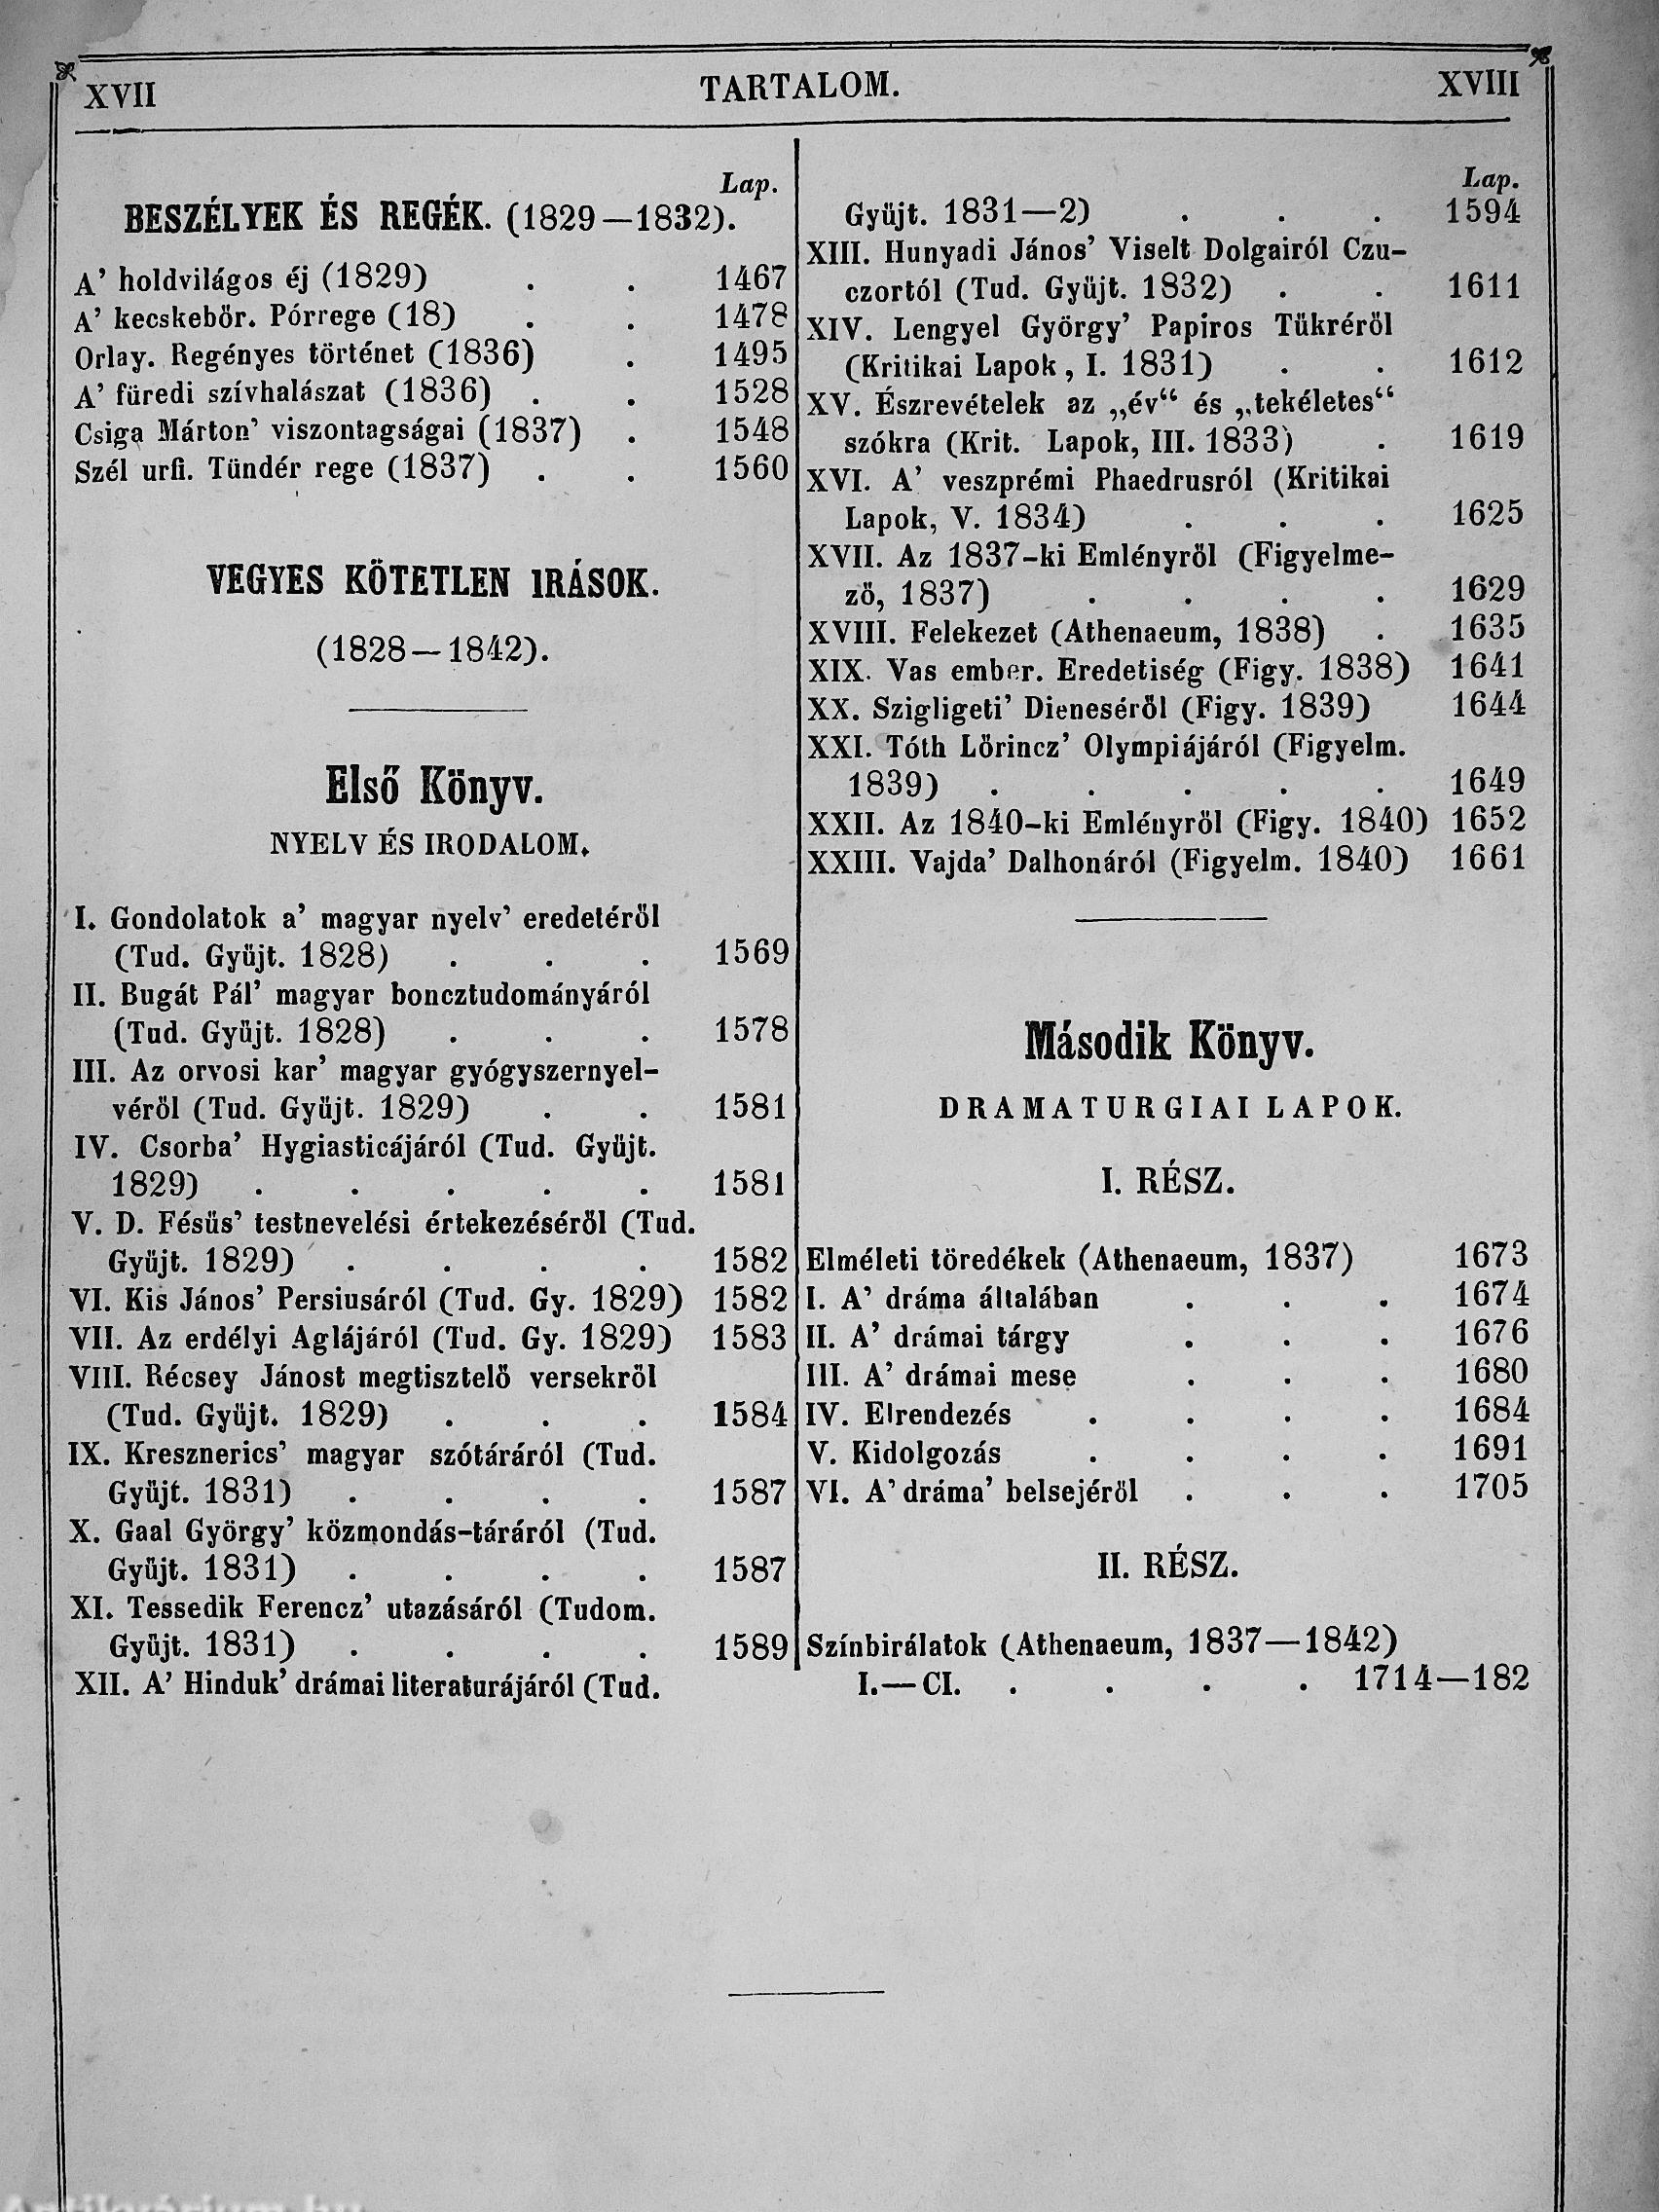 XVII
TARTALOM.
XVIII
Lap.
BESZÉLYEK ÉS REGÉK. (1829—1832).
A’ holdvilágos éj (1829) . . 1467
A’ kecskebőr. Pórrege (18) . . 1478
Orlay. Regényes történet (1836) . 1495
A’ füredi szívhalászat (1836) . . 1528
Csiga Márton’ viszontagságai (1837) . 1548
Szél urfi. Tündér rege (1837) . . 1560
VEGYES KÖTETLEN IRÁSOK.
(1828—1842).
Első Könyv.
NYELV ÉS IRODALOM.
I. Gondolatok a’ magyar nyelv’ eredetéről
(Tud. Gyüjt. 1828) . . . 1569
II. Bugát Pál’ magyar boncztudományáról
(Tud. Gyüjt. 1828) . . . 1578
III. Az orvosi kar’ magyar gyógyszernyel-
véről (Tud. Gyüjt. 1829) . . 1581
IV. Csorba’ Hygiasticájáról (Tud. Gyüjt.
1829) . . . . . 1581
V. D. Fésüs’ testnevelési értekezéséről (Tud.
Gyüjt. 1829) . . . . 1582
VI. Kis János’ Persiusáról (Tud. Gy. 1829) 1582
VII. Az erdélyi Aglájáról (Tud. Gy. 1829) 1583
VIII. Récsey Jánost megtisztelő versekről
(Tud. Gyüjt. 1829) . . . 1584
IX. Kresznerics’ magyar szótáráról (Tud.
Gyüjt. 1831) . . . . 1587
X. Gaal György’ közmondás-táráról (Tud.
Gyüjt. 1831) . . . . 1587
XI. Tessedik Ferencz’ utazásáról (Tudom.
Gyüjt. 1831) . . . . 1589
XII. A’ Hinduk’ drámai literaturájáról (Tud.
Lap.
Gyüjt. 1831—2) . . . 1594
XIII. Hunyadi János’ Viselt Dolgairól Czu-
czortól (Tud. Gyüjt. 1832) . . 1611
XIV. Lengyel György’ Papiros Tükréről
(Kritikai Lapok, I. 1831) . . 1612
XV. Észrevételek az „év“ és „tekéletes“
szókra (Krit. Lapok, III. 1833) . 1619
XVI. A’ veszprémi Phaedrusról (Kritikai
Lapok, V. 1834) . . . 1625
XVII. Az 1837-ki Emlényről (Figyelme-
ző, 1837) . . . . 1629
XVIII. Felekezet (Athenaeum, 1838) . 1635
XIX. Vas ember. Eredetiség (Figy. 1838) 1641
XX. Szigligeti’ Dieneséről (Figy. 1839) 1644
XXI. Tóth Lőrincz’ Olympiájáról (Figyelm.
1839) . . . . . 1649
XXII. Az 1840-ki Emléuyről (Figy. 1840) 1652
XXIII. Vajda’ Dalhonáról (Figyelm. 1840) 1661
Második Könyv.
DRAMATURGIAI LAPOK.
I. RÉSZ.
Elméleti töredékek (Athenaeum, 1837) 1673
I. A’ dráma általában . . . 1674
II. A’ drámai tárgy . . . 1676
III. A’ drámai mese . . . 1680
IV. Elrendezés . . . . 1684
V. Kidolgozás . . . . 1691
VI. A’ dráma’ belsejéről . . . 1705
II. RÉSZ.
Színbirálatok (Athenaeum, 1837—1842)
I.—CI. . . . . 1714—182